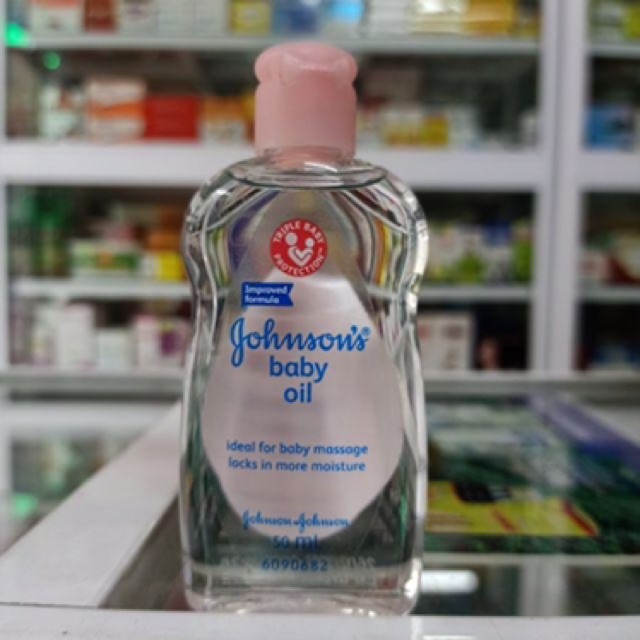 TRIPLE BABY
PROTECTION
Improved
formula
Johnson's®
baby
oil
ideal for baby massage
locks in more moisture
Johnson & Johnson
50 ml
6090682